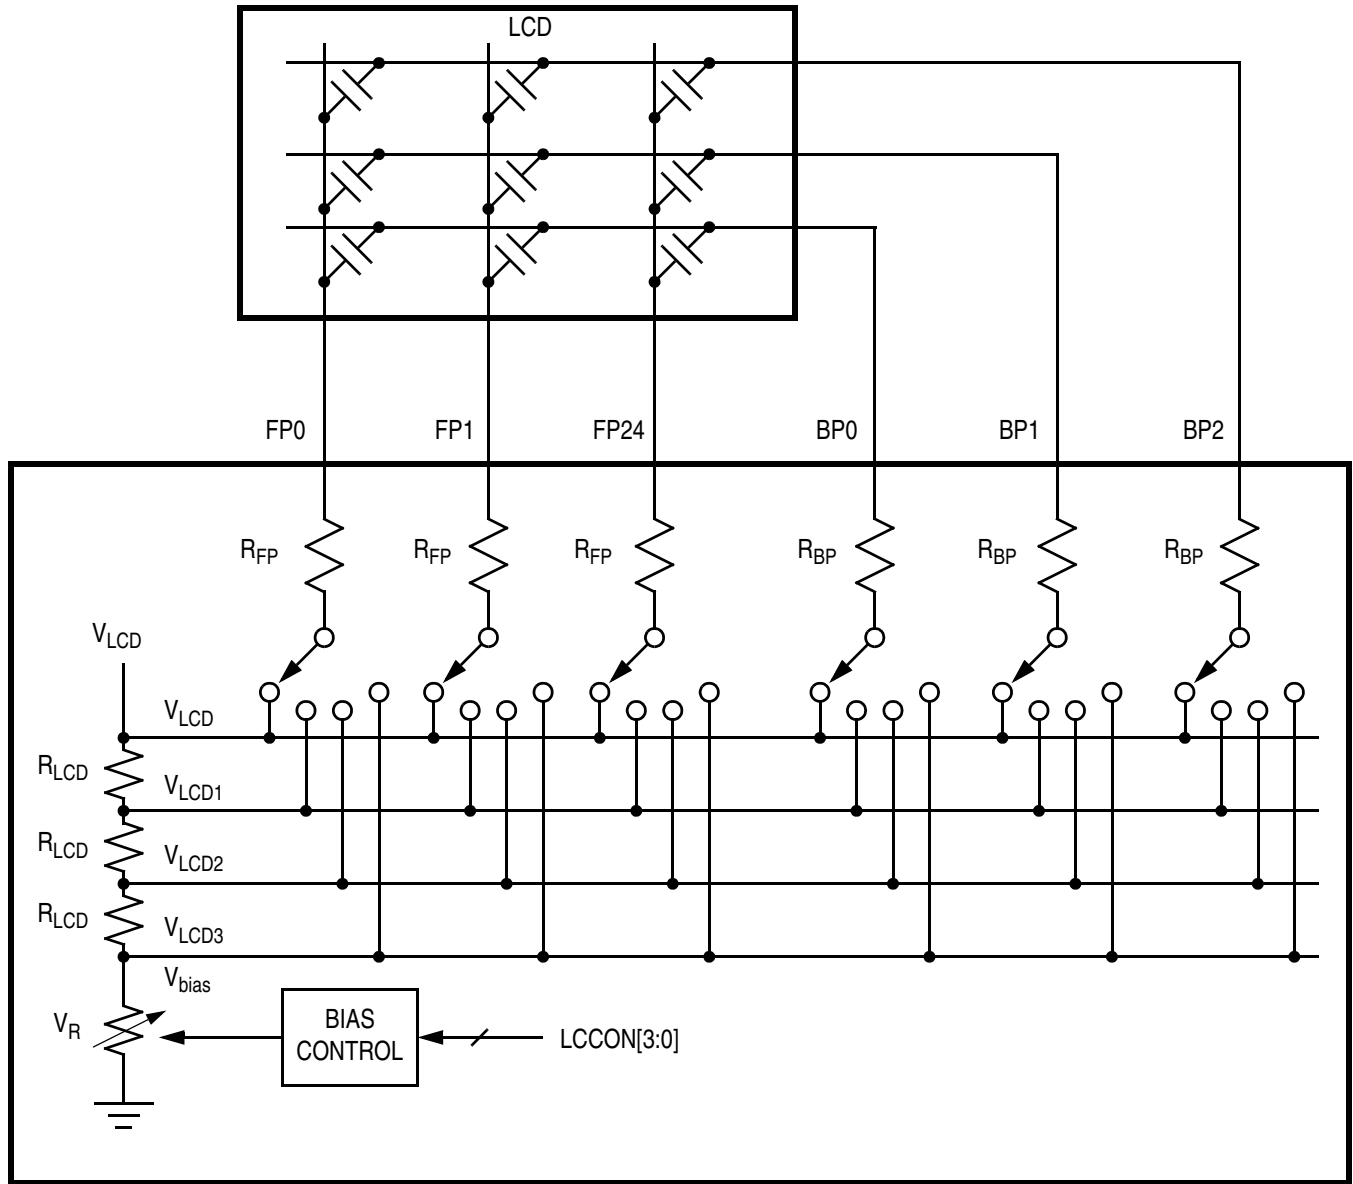 LCD
FP0 FP1 FP24 BP0 BP1 BP2
RFP RFP RFP RBP RBP RBP
VLCD
VLCD
RLCD
VLCD1
RLCD
VLCD2
RLCD
VLCD3
Vbias
VR
BIAS
CONTROL
LCCON[3:0]